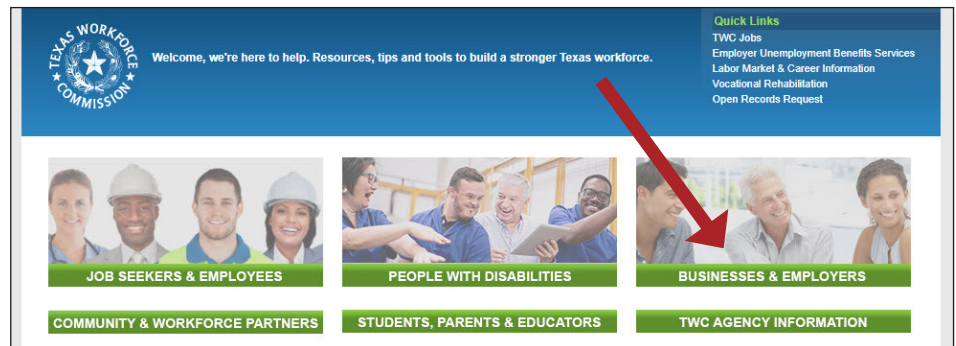 TEXAS WORKFORCE
COMMISSION
Welcome, we're here to help. Resources, tips and tools to build a stronger Texas workforce.
Quick Links
TWC Jobs
Employer Unemployment Benefits Services
Labor Market & Career Information
Vocational Rehabilitation
Open Records Request
JOB SEEKERS & EMPLOYEES
PEOPLE WITH DISABILITIES
BUSINESSES & EMPLOYERS
COMMUNITY & WORKFORCE PARTNERS
STUDENTS, PARENTS & EDUCATORS
TWC AGENCY INFORMATION